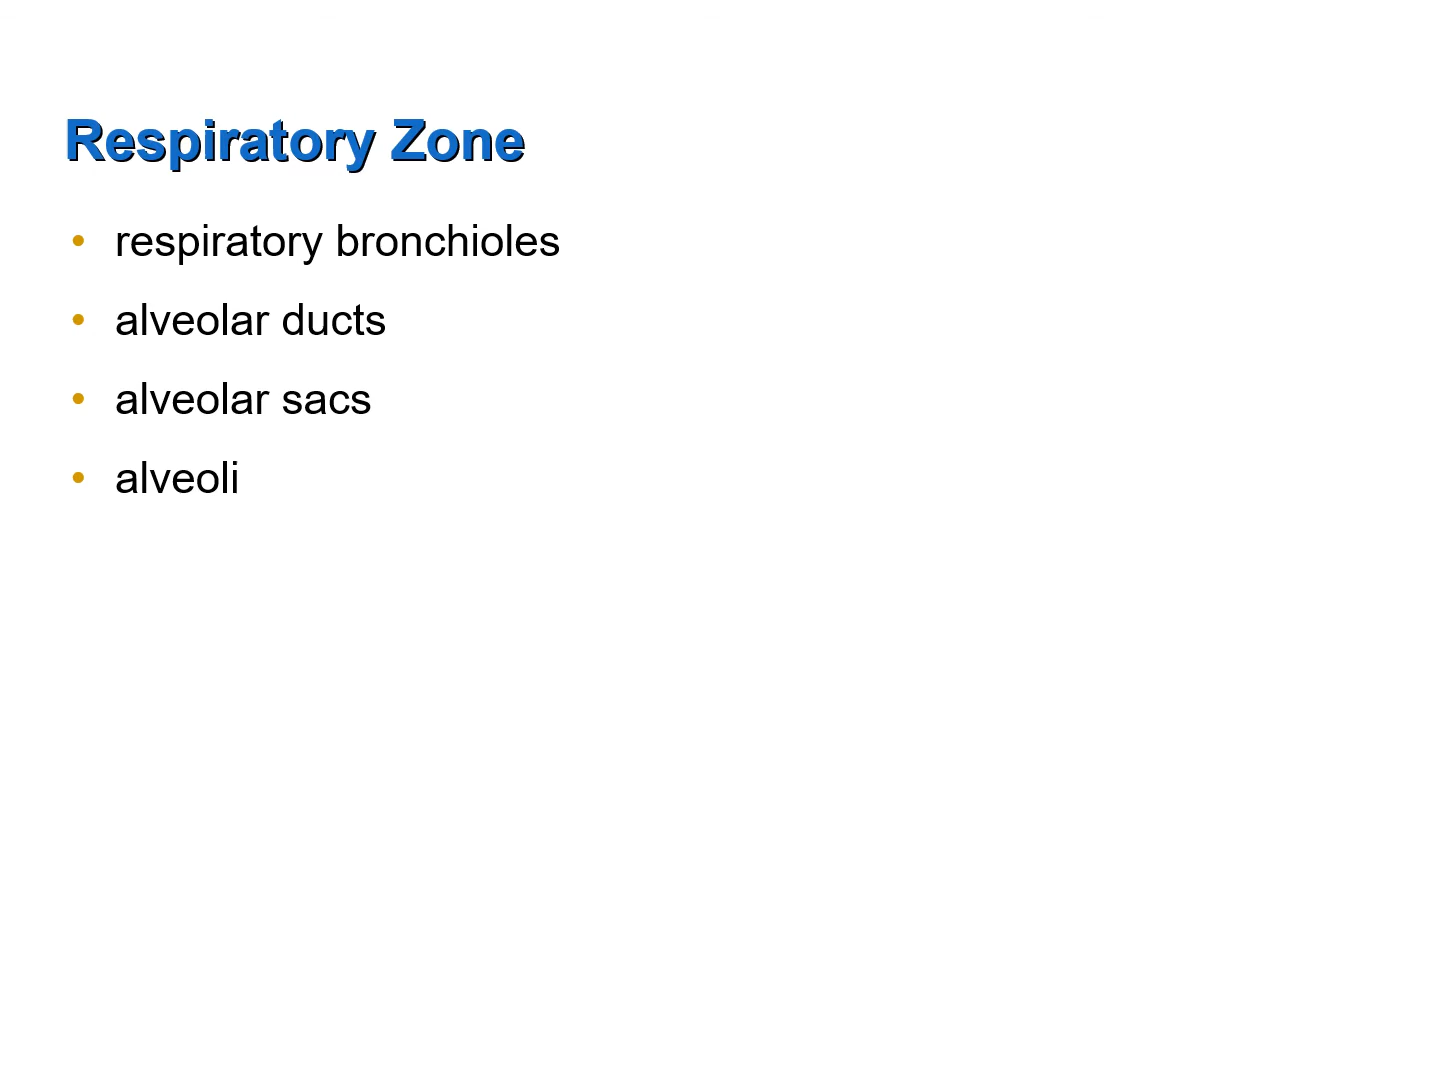 Respiratory Zone
• respiratory bronchioles
• alveolar ducts
• alveolar sacs
• alveoli